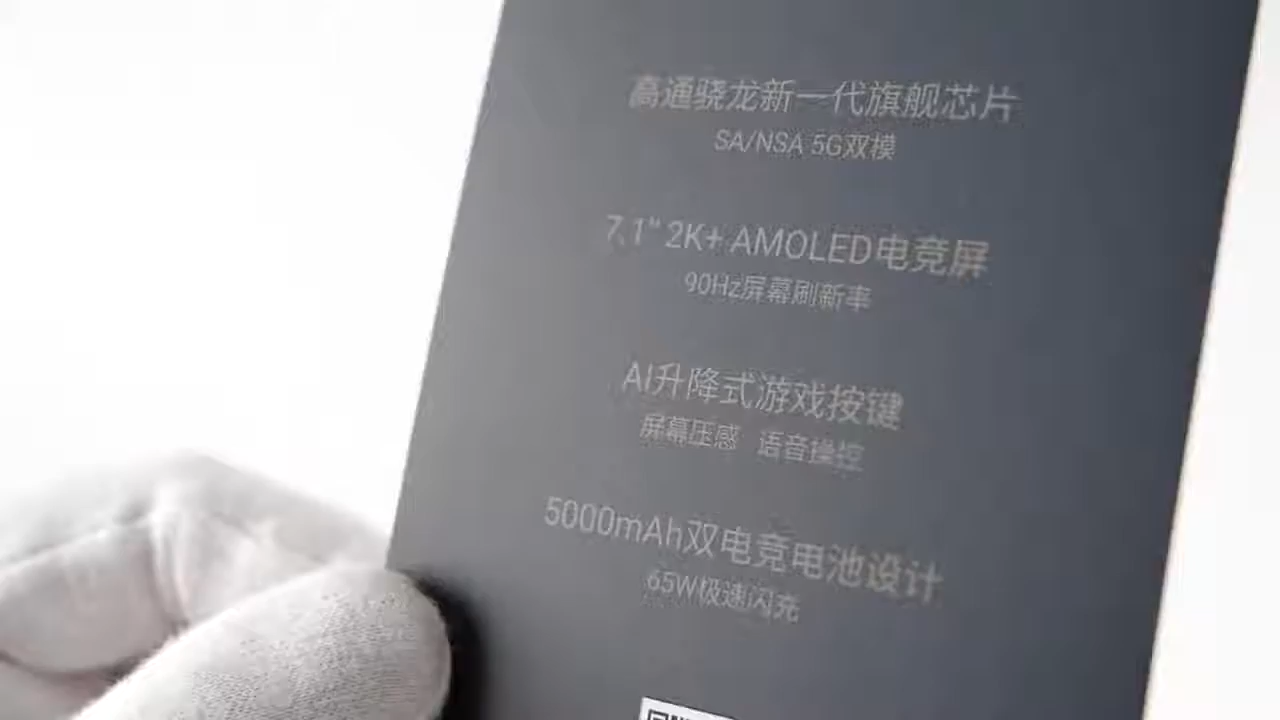 高通骁龙新一代旗舰芯片
SA/NSA 5G双模
7.1" 2K+ AMOLED电竞屏
90Hz屏幕刷新率
AI升降式游戏按键
屏幕压感 语音操控
5000mAh双电竞电池设计
65W极速闪充